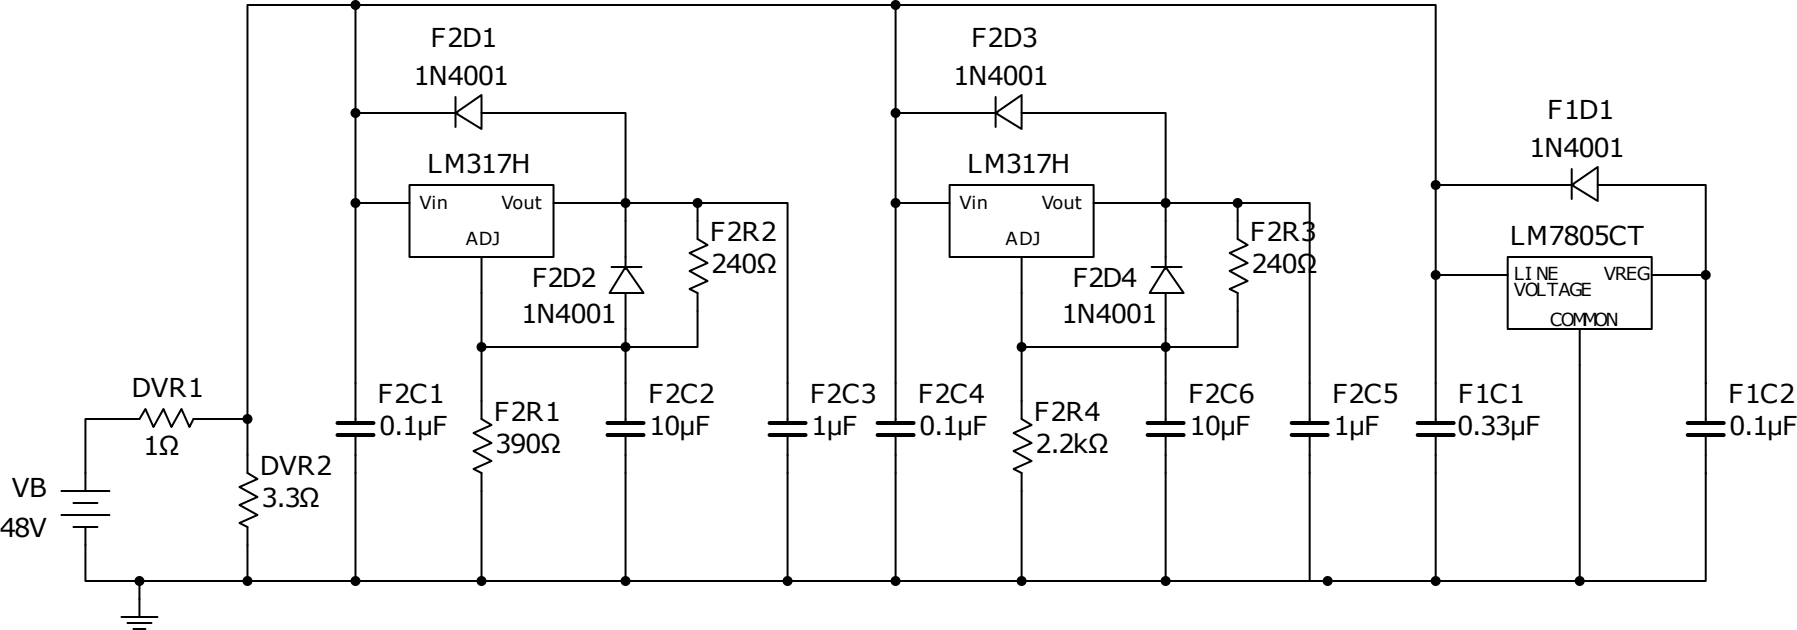 F2D1
1N4001
F2D3
1N4001
F1D1
1N4001
LM317H
Vin
Vout
ADJ
LM317H
Vin
Vout
ADJ
LM7805CT
LINE
VOLTAGE
VREG
COMMON
F2R2
240Ω
F2D2
1N4001
F2R3
240Ω
F2D4
1N4001
DVR1
1Ω
DVR2
3.3Ω
VB
48V
F2C1
0.1µF
F2R1
390Ω
F2C2
10µF
F2C3
1µF
F2C4
0.1µF
F2R4
2.2kΩ
F2C6
10µF
F2C5
1µF
F1C1
0.33µF
F1C2
0.1µF